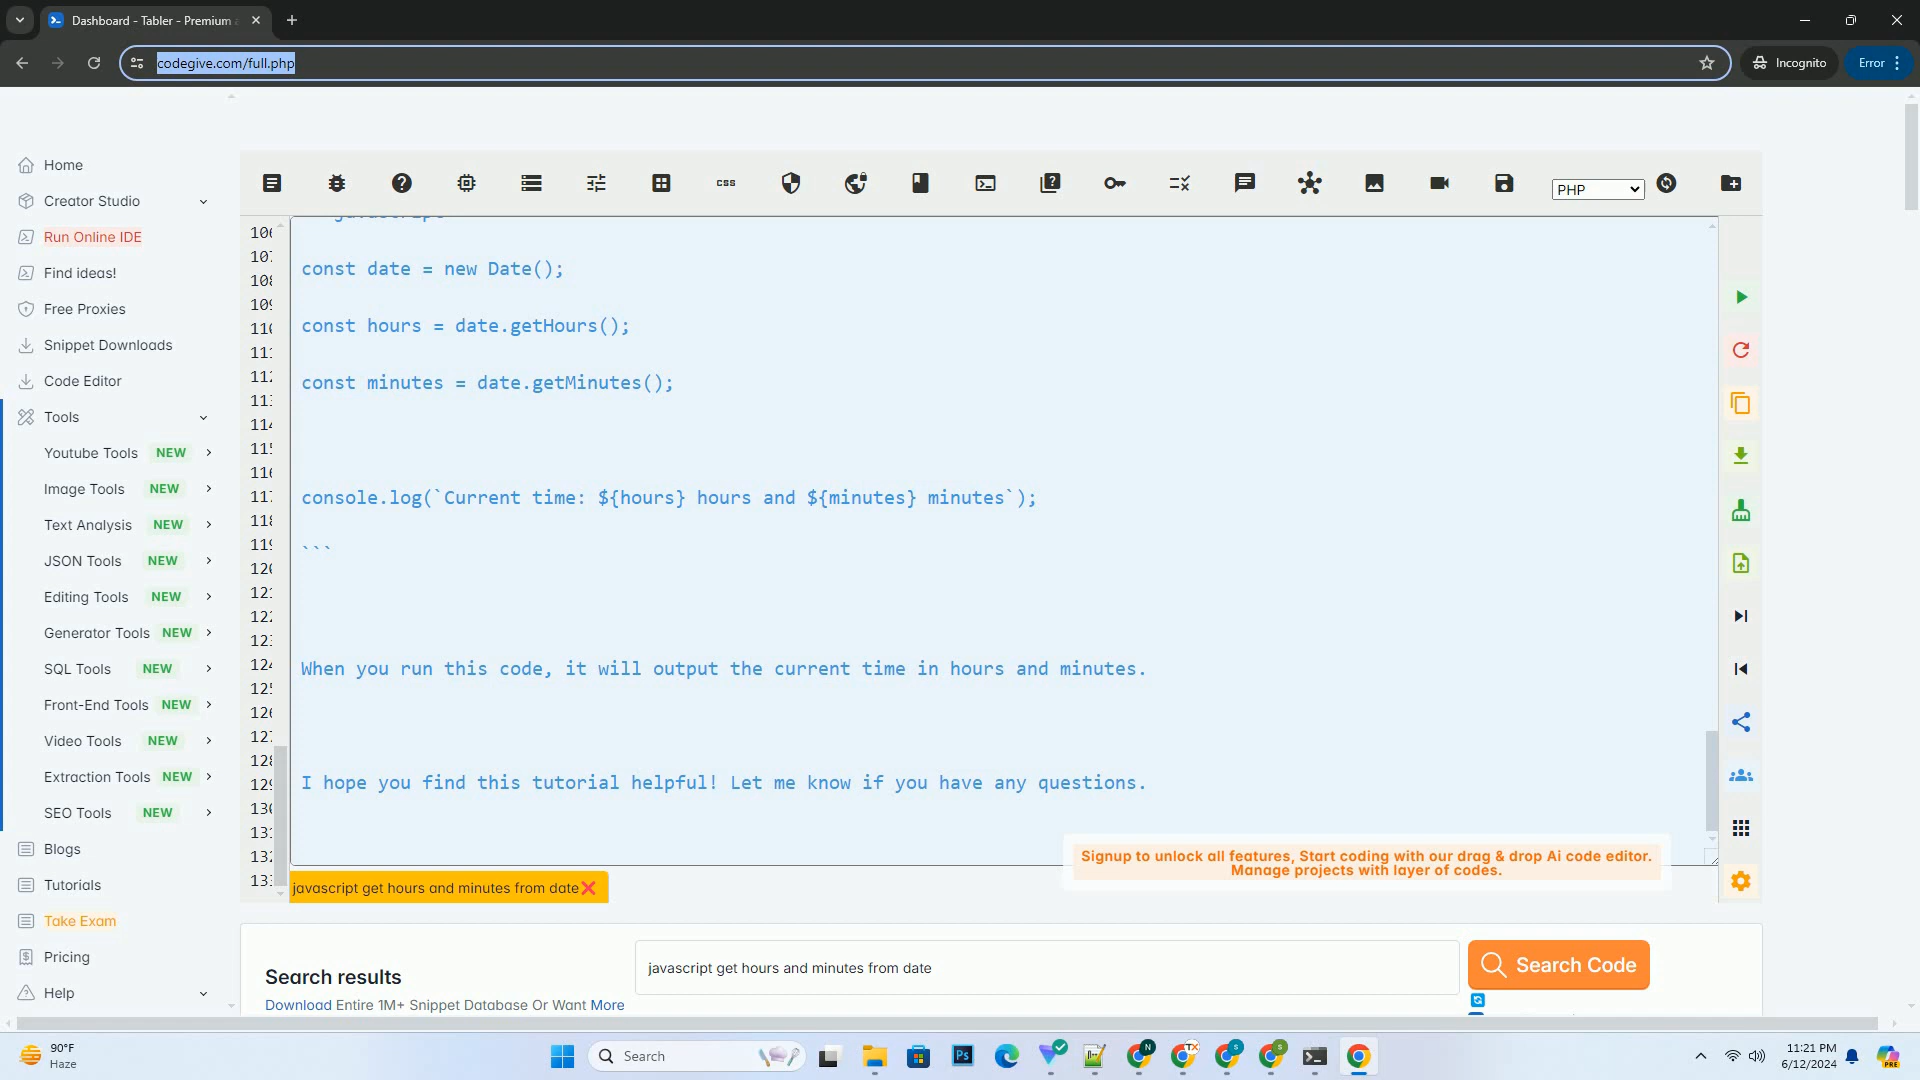 Dashboard - Tabler - Premium
codegive.com/full.php
Incognito
Error
Home
Creator Studio
Run Online IDE
Find ideas!
Free Proxies
Snippet Downloads
Code Editor
Tools
Youtube Tools NEW
Image Tools NEW
Text Analysis NEW
JSON Tools NEW
Editing Tools NEW
Generator Tools NEW
SQL Tools NEW
Front-End Tools NEW
Video Tools NEW
Extraction Tools NEW
SEO Tools NEW
Blogs
Tutorials
Take Exam
Pricing
Help
css
PHP
const date = new Date();
const hours = date.getHours();
const minutes = date.getMinutes();
console.log(`Current time: ${hours} hours and ${minutes} minutes`);
```
When you run this code, it will output the current time in hours and minutes.
I hope you find this tutorial helpful! Let me know if you have any questions.
Signup to unlock all features, Start coding with our drag & drop Ai code editor.
Manage projects with layer of codes.
javascript get hours and minutes from date
Search results
javascript get hours and minutes from date
Search Code
Download Entire 1M+ Snippet Database Or Want More
90°F
Haze
Search
Ps
11:21 PM
6/12/2024